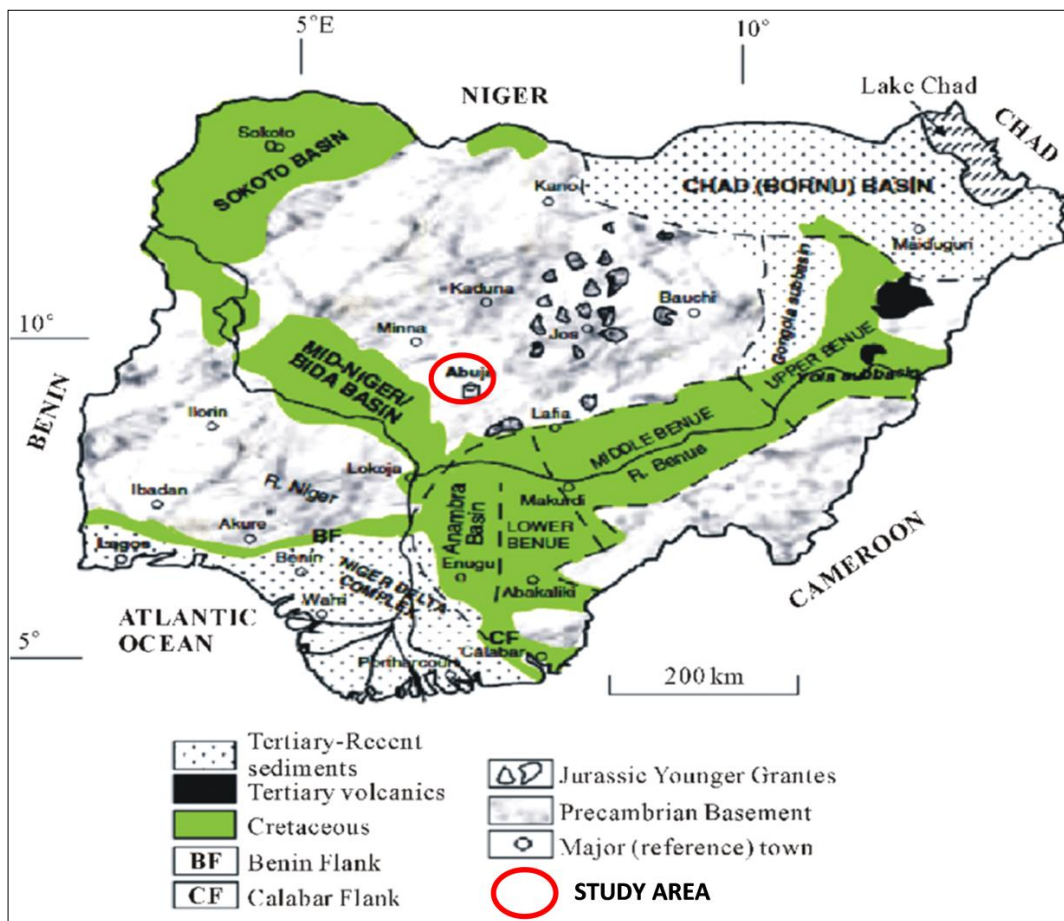 5°E
10°
NIGER
Lake Chad
CHAD
Sokoto
SOKOTO BASIN
Kano
CHAD (BORNU) BASIN
Maiduguri
Kaduna
Bauchi
Gongola subbasin
10°
Minna
Jos
MID-NIGER/
BIDA BASIN
Abuja
UPPER BENUE
Yola subbasin
BENIN
Ilorin
Lafia
MIDDLE BENUE
Lokoja
R. Benue
Ibadan
R. Niger
Makurdi
Anambra
Basin
LOWER
BENUE
Akure
BF
Lagos
Benin
Enugu
NIGER DELTA
COMPLEX
Abakaliki
CAMEROON
Warri
ATLANTIC
OCEAN
CF
Calabar
5°
Portharcourt
200 km
Tertiary-Recent
sediments
Tertiary volcanics
Cretaceous
BF Benin Flank
CF Calabar Flank
Jurassic Younger Grantes
Precambrian Basement
Major (reference) town
STUDY AREA